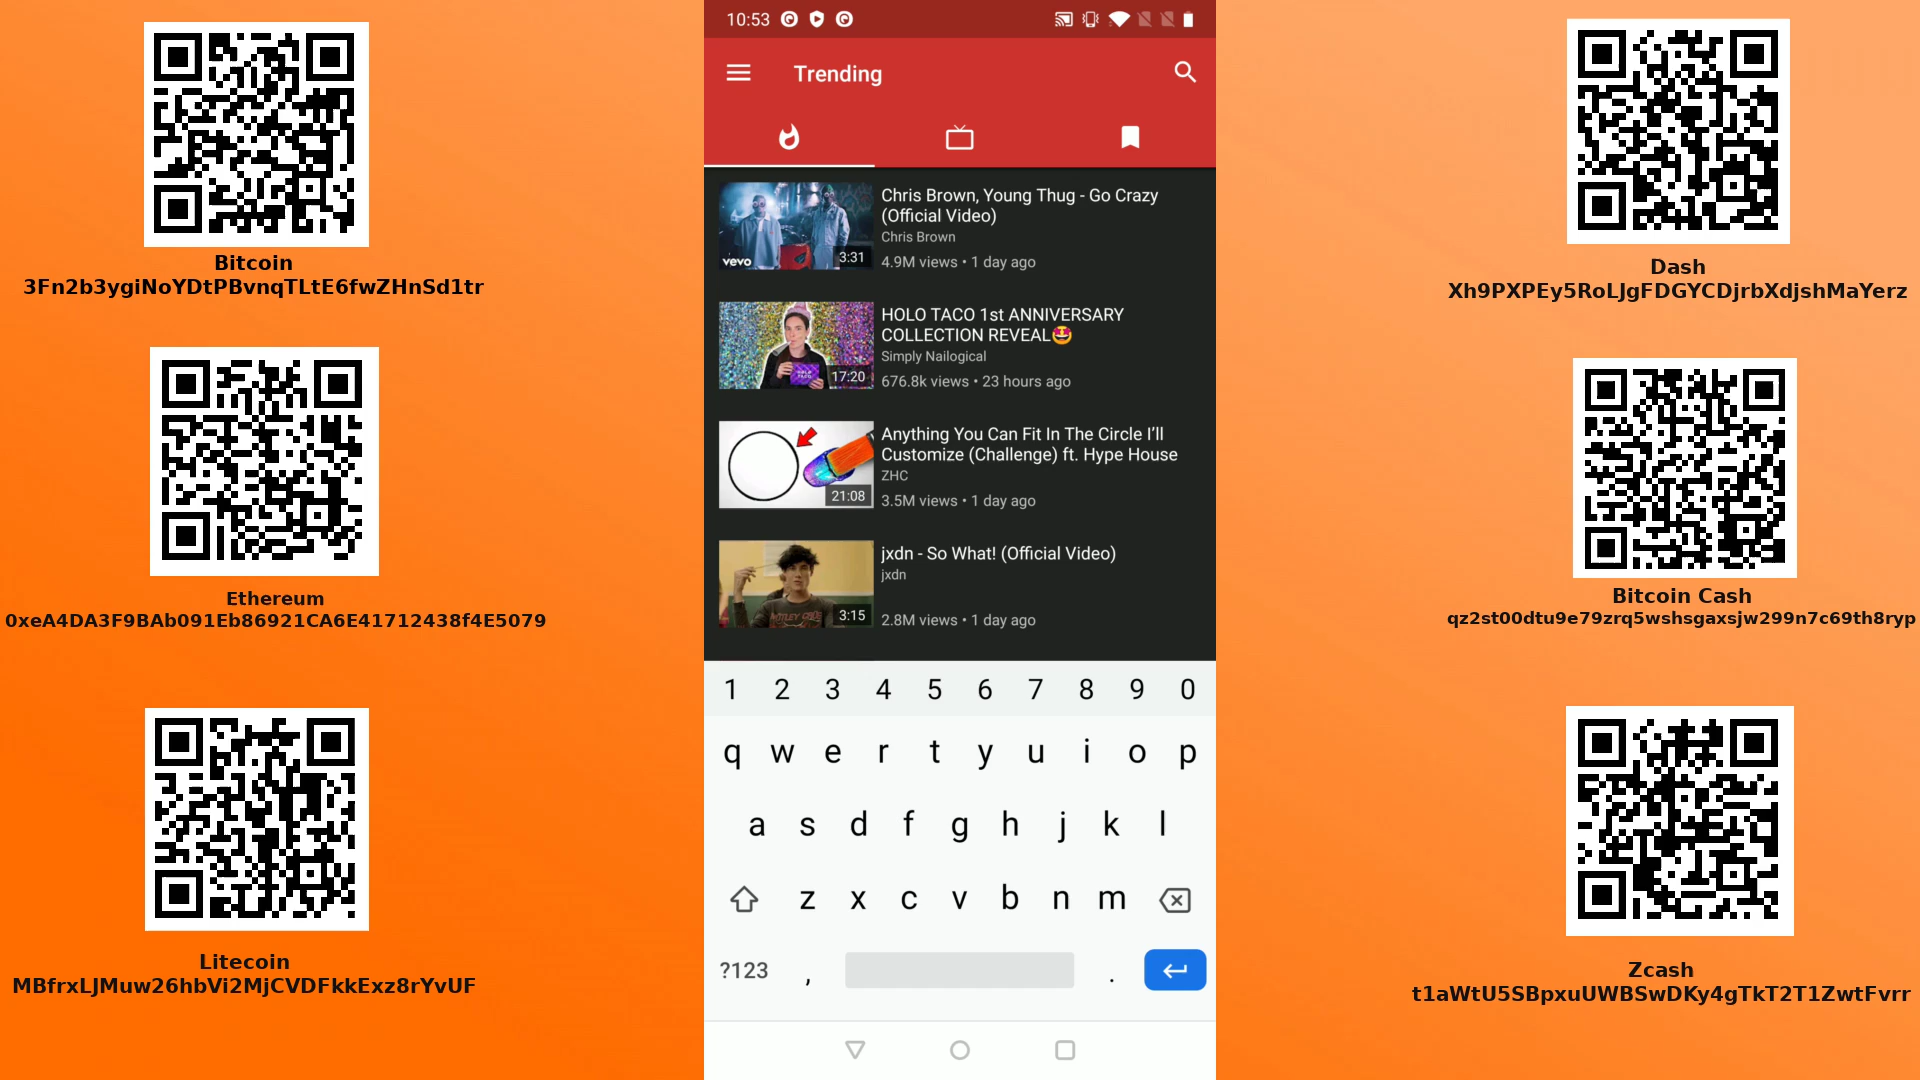 Bitcoin
3Fn2b3ygiNoYDtPBvnqTLtE6fwZHnSd1tr
Ethereum
0xeA4DA3F9BAb091Eb86921CA6E41712438f4E5079
Litecoin
MBfrxLJMuw26hbVi2MjCVDFkkExz8rYvUF
10:53
Trending
vevo
3:31
Chris Brown, Young Thug - Go Crazy
(Official Video)
Chris Brown
4.9M views • 1 day ago
17:20
HOLO TACO 1st ANNIVERSARY
COLLECTION REVEAL🤩
Simply Nailogical
676.8k views • 23 hours ago
21:08
Anything You Can Fit In The Circle I’ll
Customize (Challenge) ft. Hype House
ZHC
3.5M views • 1 day ago
3:15
jxdn - So What! (Official Video)
jxdn
2.8M views • 1 day ago
1 2 3 4 5 6 7 8 9 0
q w e r t y u i o p
a s d f g h j k l
z x c v b n m
?123 , .
Dash
Xh9PXPEy5RoLJgFDGYCDjrbXdjshMaYerz
Bitcoin Cash
qz2st00dtu9e79zrq5wshsgaxsjw299n7c69th8ryp
Zcash
t1aWtU5SBpxuUWBSwDKy4gTkT2T1ZwtFvrr